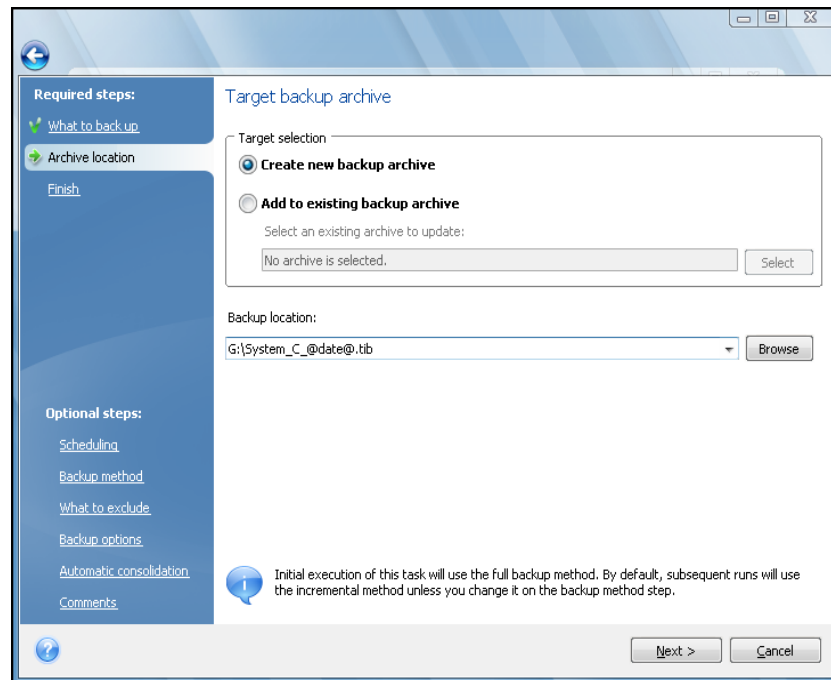 Required steps:
What to back up
Archive location
Finish
Optional steps:
Scheduling
Backup method
What to exclude
Backup options
Automatic consolidation
Comments
Target backup archive
Target selection
Create new backup archive
Add to existing backup archive
Select an existing archive to update:
No archive is selected.
Select
Backup location:
G:\System_C_@date@.tib
Browse
Initial execution of this task will use the full backup method. By default, subsequent runs will use
the incremental method unless you change it on the backup method step.
Next >
Cancel